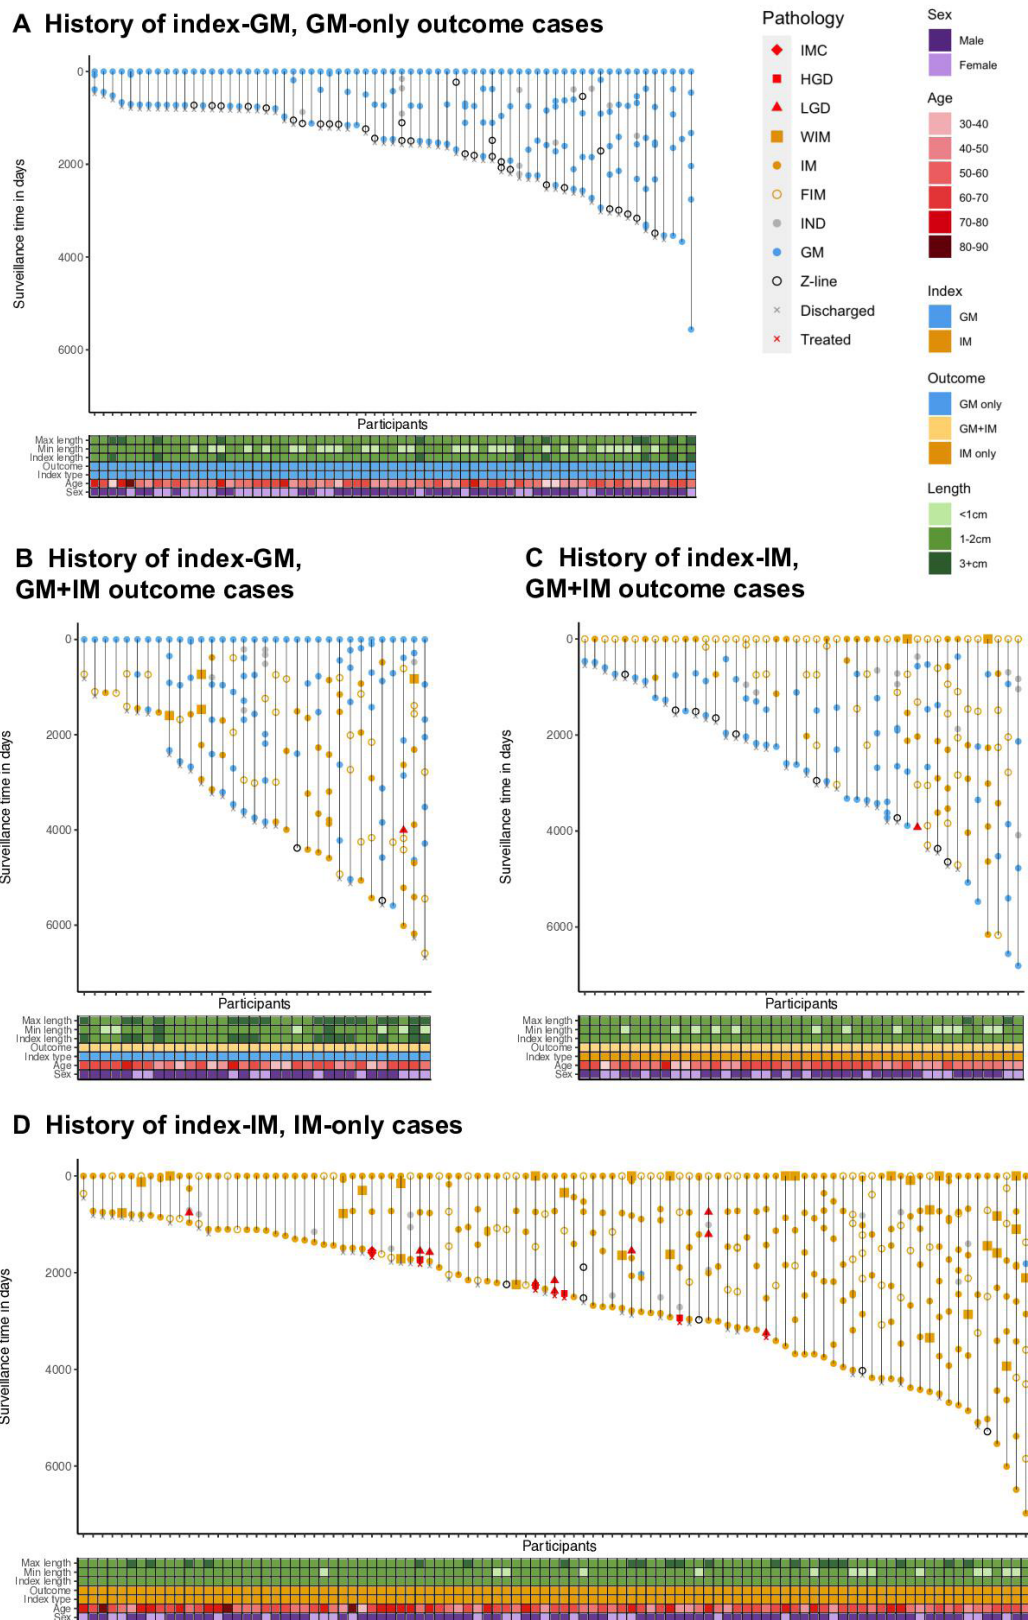 A History of index-GM, GM-only outcome cases
Surveillance time in days
0
2000
4000
6000
Participants
Max length
Min length
Index length
Outcome
Index type
Age
Sex
Pathology
IMC
HGD
LGD
WIM
IM
FIM
IND
GM
Z-line
Discharged
Treated
Sex
Male
Female
Age
30-40
40-50
50-60
60-70
70-80
80-90
Index
GM
IM
Outcome
GM only
GM+IM
IM only
Length
<1cm
1-2cm
3+cm
B History of index-GM,
GM+IM outcome cases
Surveillance time in days
0
2000
4000
6000
Participants
Max length
Min length
Index length
Outcome
Index type
Age
Sex
C History of index-IM,
GM+IM outcome cases
Surveillance time in days
0
2000
4000
6000
Participants
Max length
Min length
Index length
Outcome
Index type
Age
Sex
D History of index-IM, IM-only cases
Surveillance time in days
0
2000
4000
6000
Participants
Max length
Min length
Index length
Outcome
Index type
Age
Sex